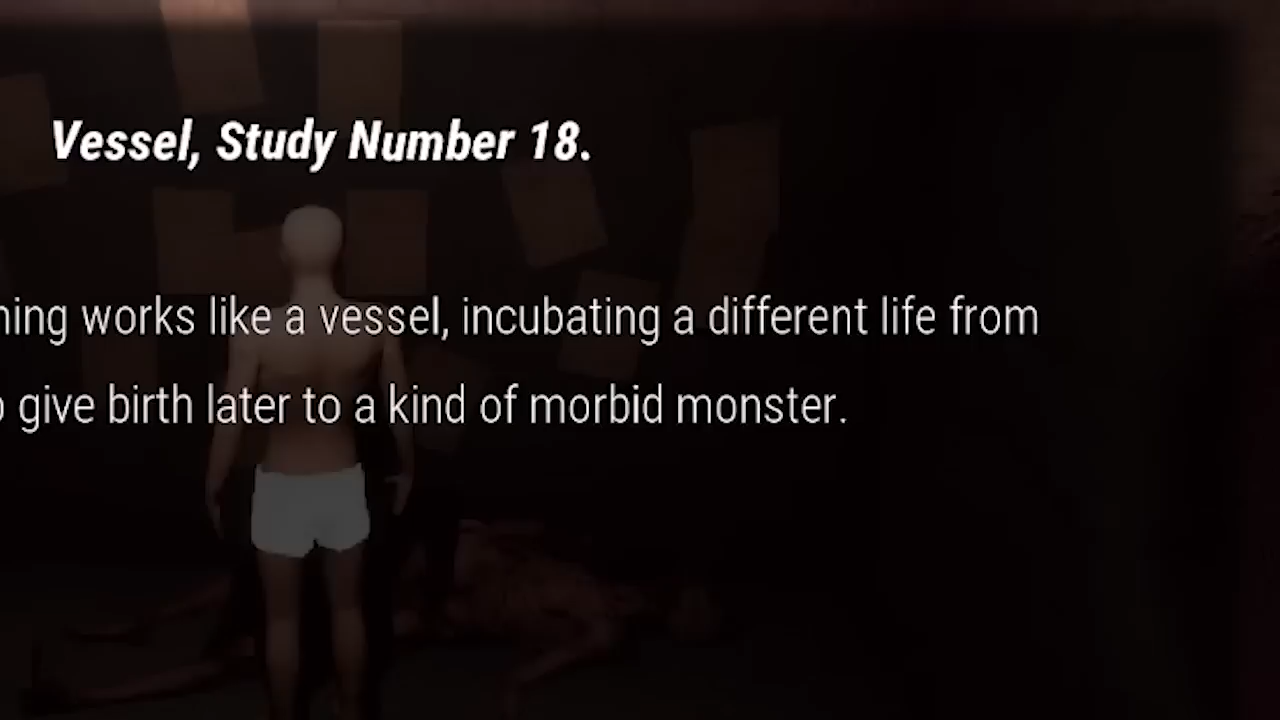 Vessel, Study Number 18.
works like a vessel, incubating a different life from
give birth later to a kind of morbid monster.